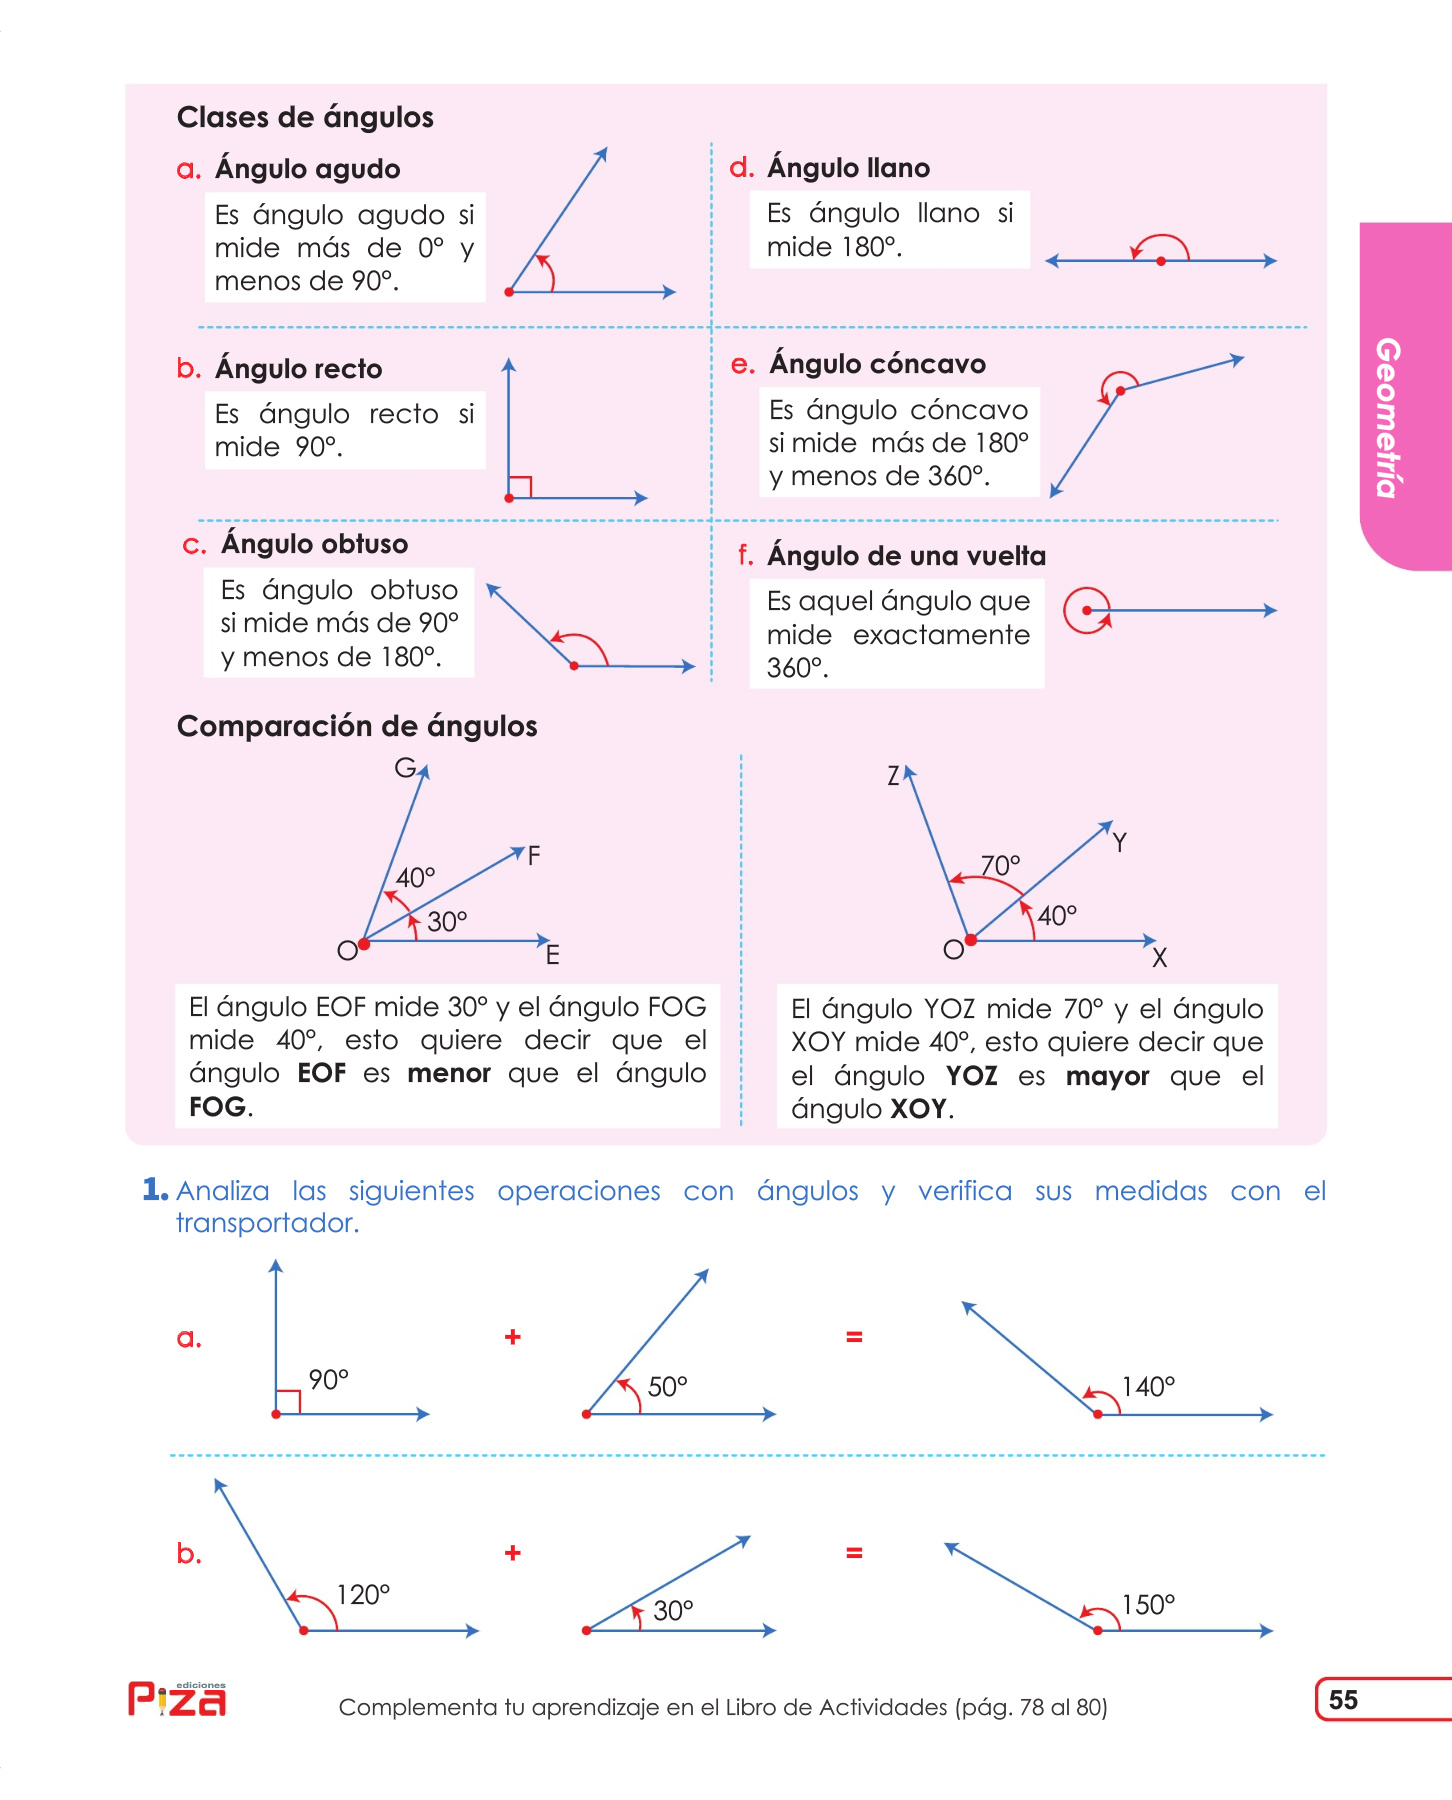 Clases de ángulos
a. Ángulo agudo
Es ángulo agudo si
mide más de 0° y
menos de 90°.
d. Ángulo llano
Es ángulo llano si
mide 180°.
b. Ángulo recto
Es ángulo recto si
mide 90°.
e. Ángulo cóncavo
Es ángulo cóncavo
si mide más de 180°
y menos de 360°.
c. Ángulo obtuso
Es ángulo obtuso
si mide más de 90°
y menos de 180°.
f. Ángulo de una vuelta
Es aquel ángulo que
mide exactamente
360°.
Geometría
Comparación de ángulos
G
F
40°
30°
O
E
El ángulo EOF mide 30° y el ángulo FOG
mide 40°, esto quiere decir que el
ángulo EOF es menor que el ángulo
FOG.
Z
Y
70°
40°
O
X
El ángulo YOZ mide 70° y el ángulo
XOY mide 40°, esto quiere decir que
el ángulo YOZ es mayor que el
ángulo XOY.
1. Analiza las siguientes operaciones con ángulos y verifica sus medidas con el
transportador.
a. 90° + 50° = 140°
b. 120° + 30° = 150°
ediciones
Piza
Complementa tu aprendizaje en el Libro de Actividades (pág. 78 al 80)
55